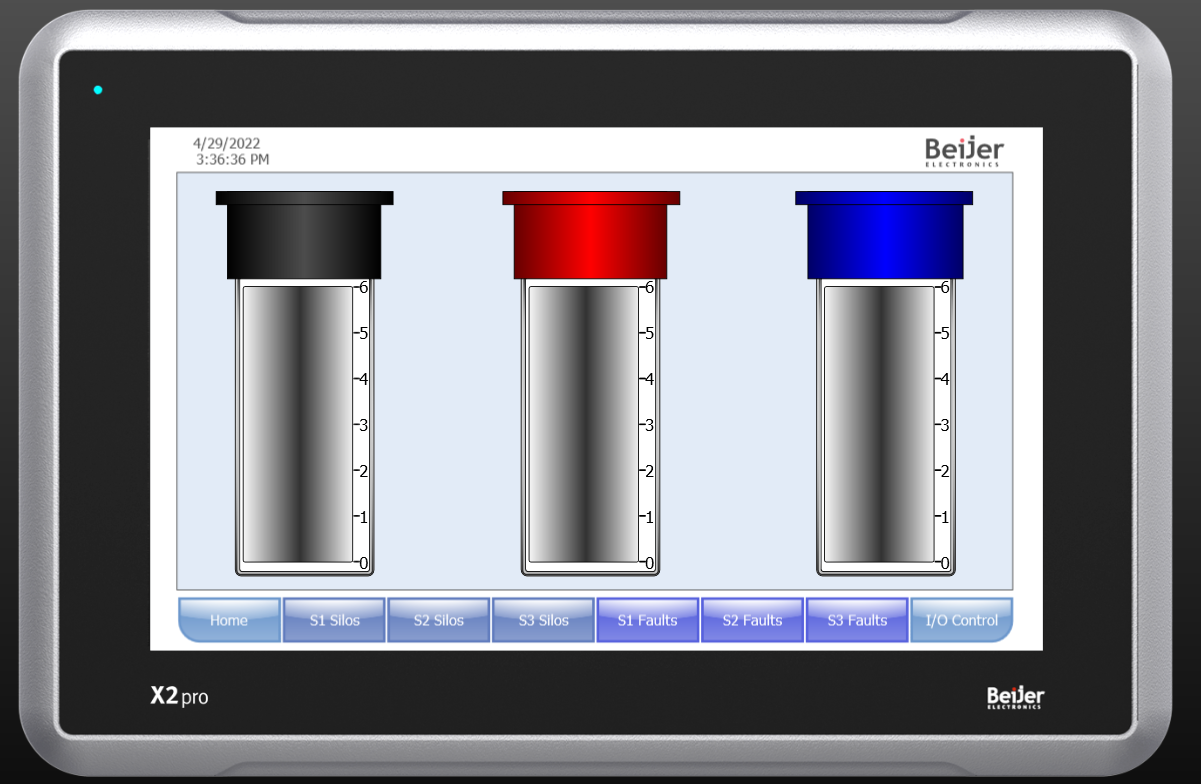 4/29/2022
3:36:36 PM
Beijer
ELECTRONICS
6 6 6
5 5 5
4 4 4
3 3 3
2 2 2
1 1 1
0 0 0
Home S1 Silos S2 Silos S3 Silos S1 Faults S2 Faults S3 Faults I/O Control
X2 pro
Beijer
ELECTRONICS